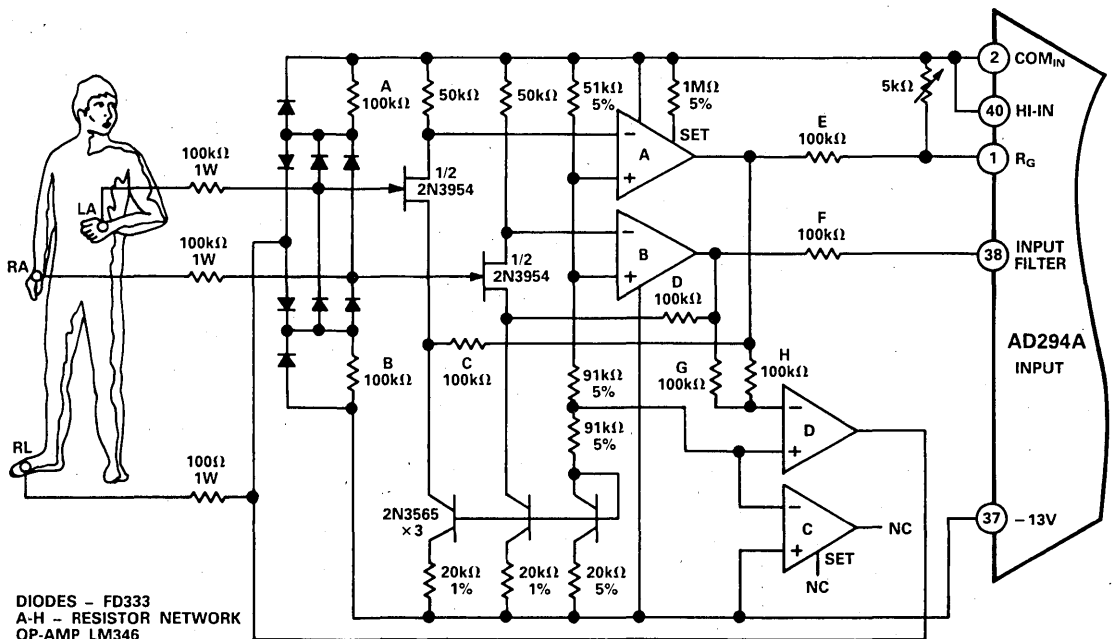 A
100kΩ
50kΩ
50kΩ
51kΩ
5%
1MΩ
5%
SET
5kΩ
2
COMIN
40
HI-IN
1
RG
E
100kΩ
A
−
+
100kΩ
1W
1/2
2N3954
LA
RA
100kΩ
1W
1/2
2N3954
B
−
+
F
100kΩ
38
INPUT
FILTER
D
100kΩ
AD294A
INPUT
B
100kΩ
C
100kΩ
G
100kΩ
H
100kΩ
91kΩ
5%
91kΩ
5%
D
−
+
RL
100Ω
1W
2N3565
×3
C
−
+
NC
SET
NC
37
−13V
20kΩ
1%
20kΩ
1%
20kΩ
5%
DIODES – FD333
A-H – RESISTOR NETWORK
OP-AMP LM346